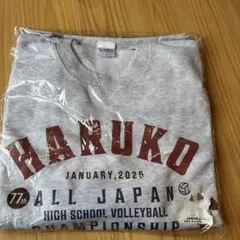 HARUKO
JANUARY,2025
77th
ALL JAPAN
HIGH SCHOOL VOLLEYBALL
CHAMPIONSHIP